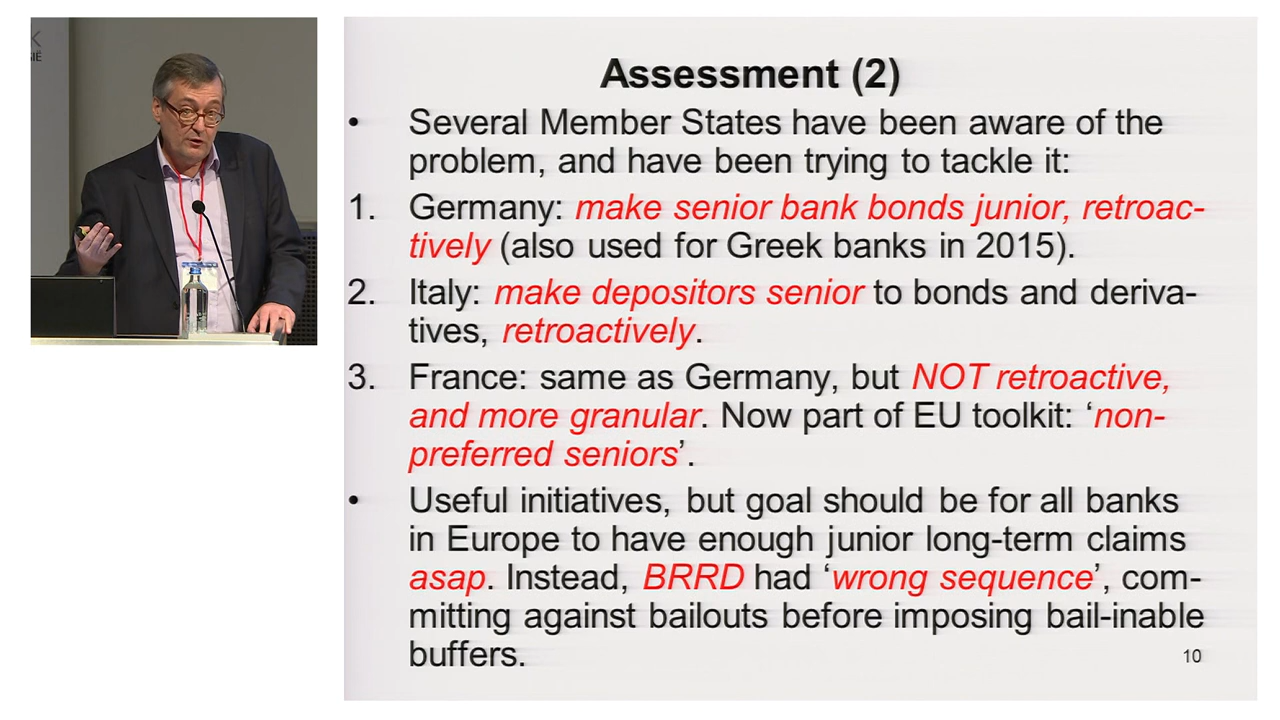 K
SIË
Assessment (2)
• Several Member States have been aware of the
problem, and have been trying to tackle it:
1. Germany: make senior bank bonds junior, retroac-
tively (also used for Greek banks in 2015).
2. Italy: make depositors senior to bonds and deriva-
tives, retroactively.
3. France: same as Germany, but NOT retroactive,
and more granular. Now part of EU toolkit: ‘non-
preferred seniors’.
• Useful initiatives, but goal should be for all banks
in Europe to have enough junior long-term claims
asap. Instead, BRRD had ‘wrong sequence’, com-
mitting against bailouts before imposing bail-inable
buffers.
10